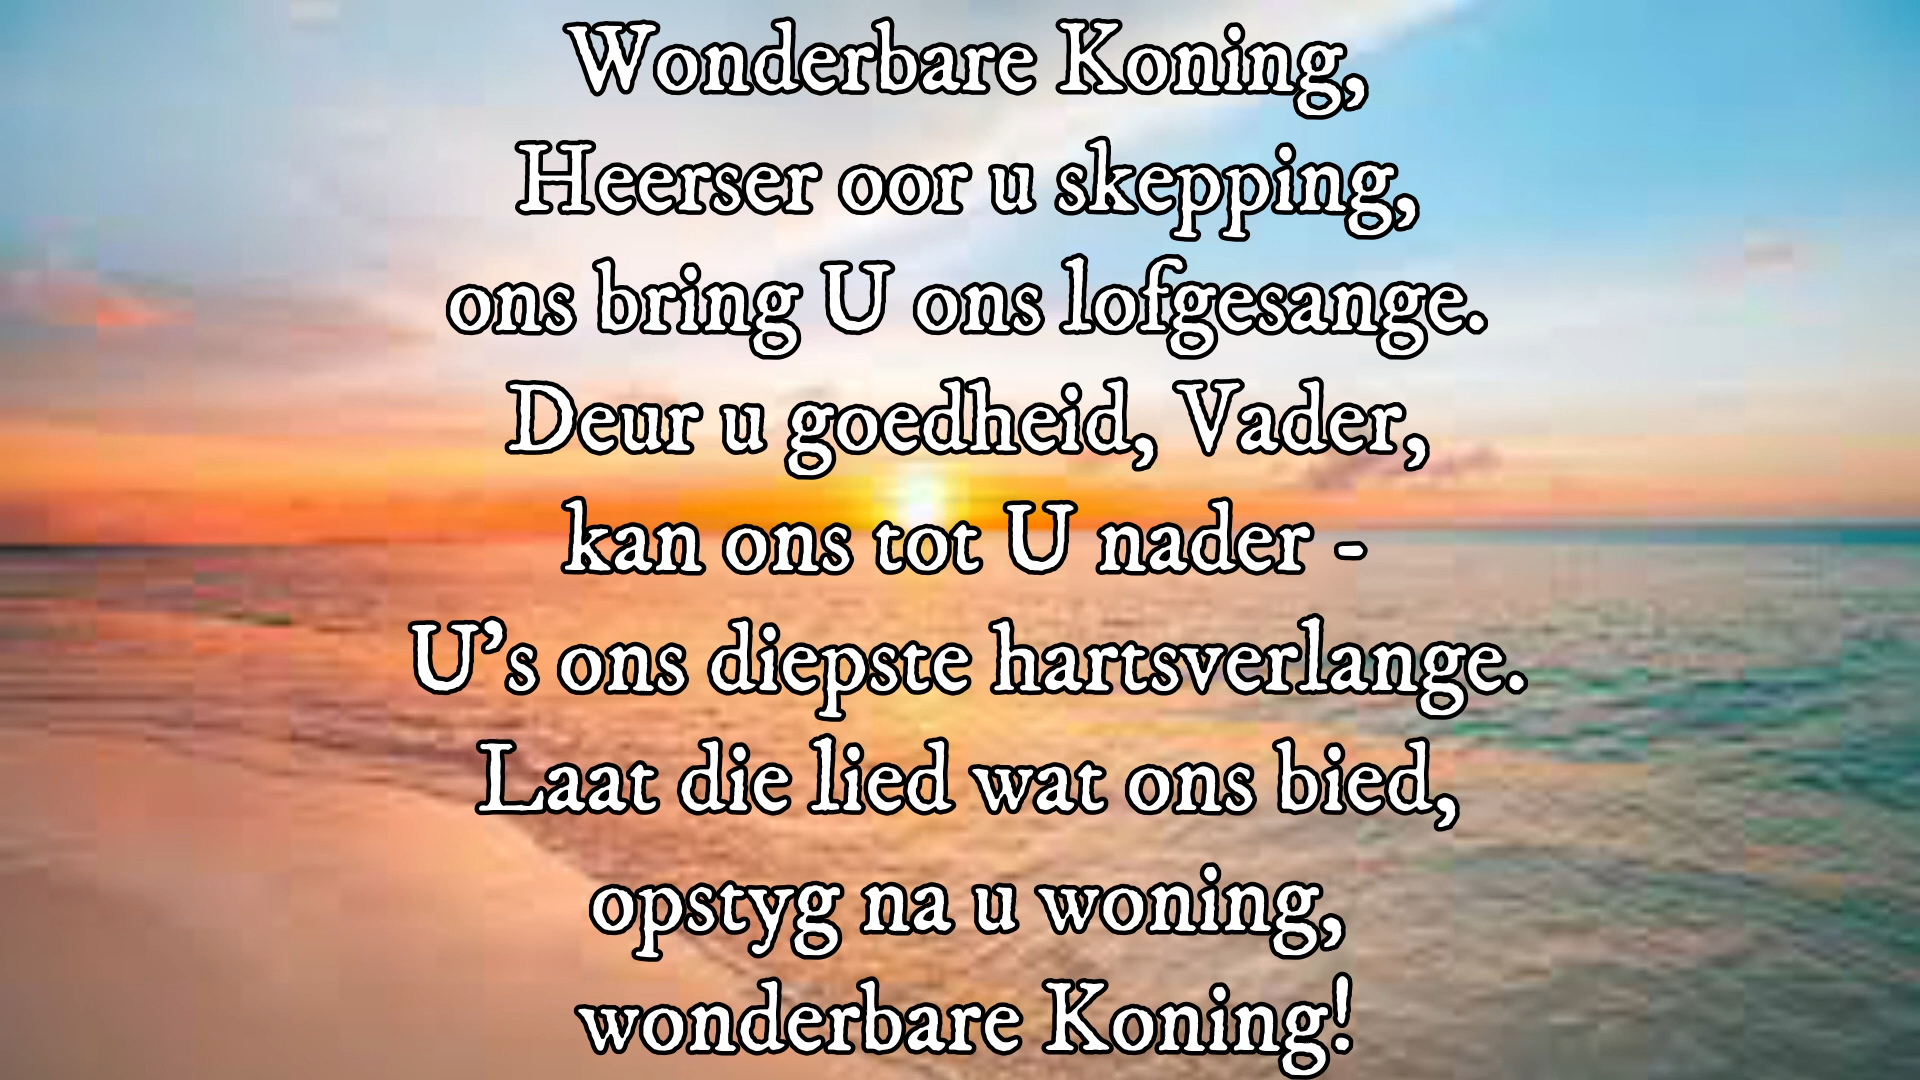 Wonderbare Koning,
Heerser oor u skepping,
ons bring U ons lofgesange.
Deur u goedheid, Vader,
kan ons tot U nader -
U’s ons diepste hartsverlange.
Laat die lied wat ons bied,
opstyg na u woning,
wonderbare Koning!